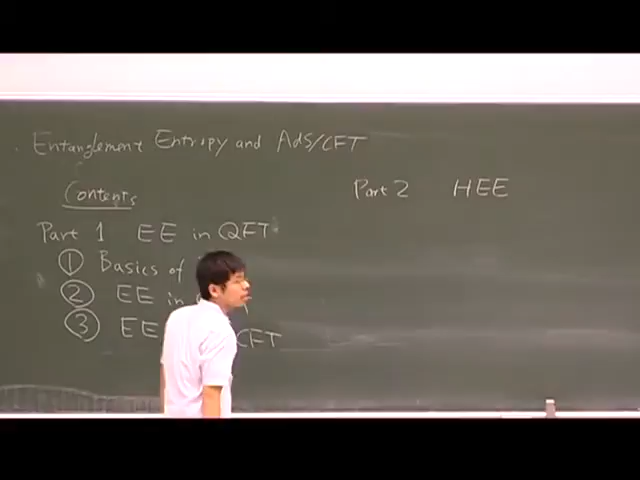 Entanglement Entropy and AdS/CFT
Contents
Part 1 EE in QFT
① Basics of
② EE in
③ EE CFT
Part 2 HEE